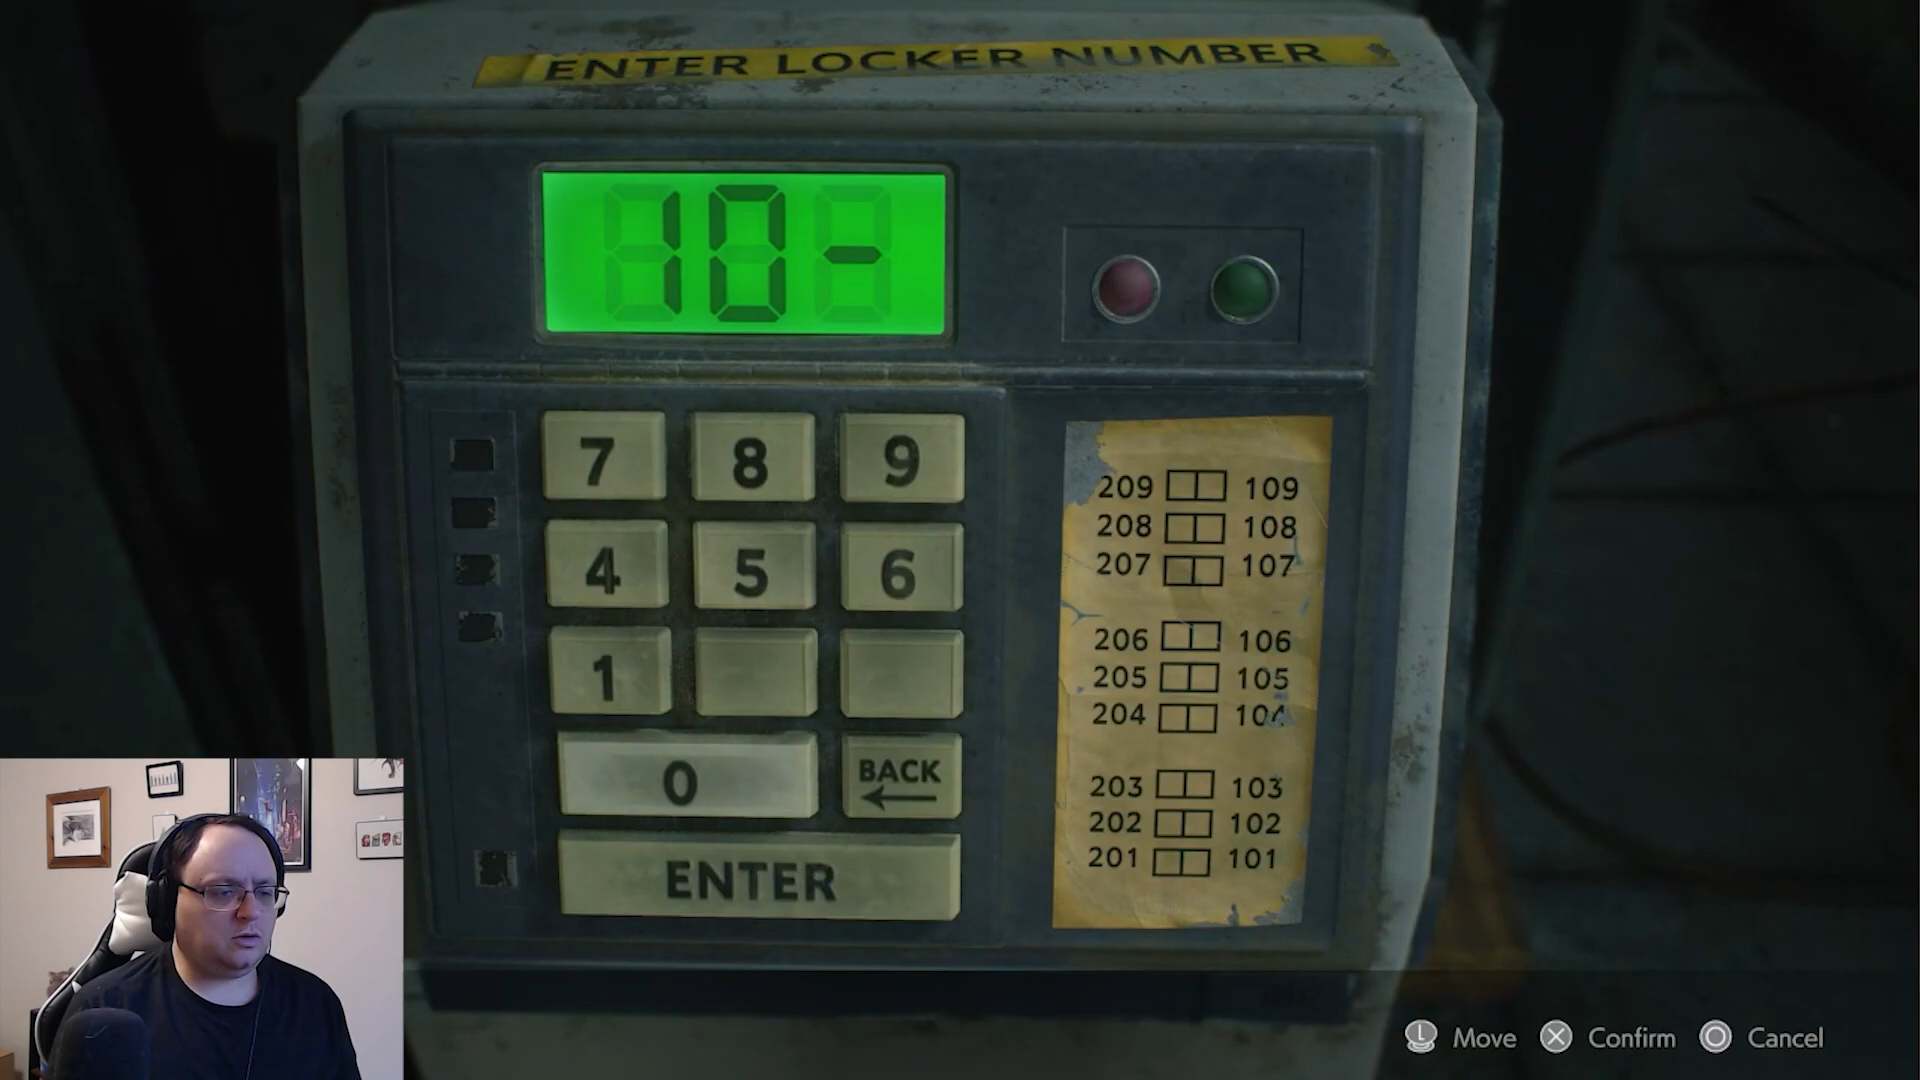 ENTER LOCKER NUMBER
10-
7 8 9
4 5 6
1
0 BACK
ENTER
209 109
208 108
207 107
206 106
205 105
204 104
203 103
202 102
201 101
L Move X Confirm O Cancel